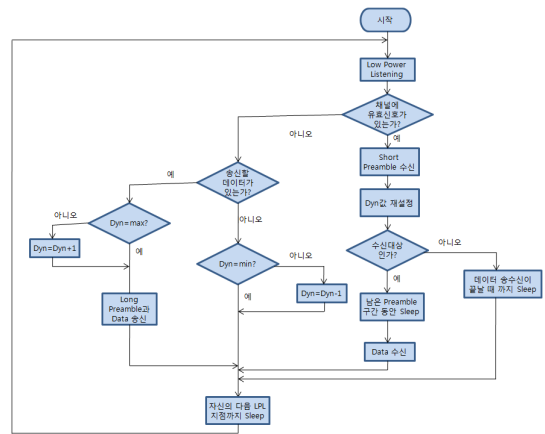 시작
Low Power
Listening
채널에
유효신호가
있는가?
아니오
예
Short
Preamble 수신
송신할
데이터가
있는가?
예
아니오
Dyn값 재설정
Dyn=max?
아니오
예
Dyn=Dyn+1
Dyn=min?
아니오
예
Dyn=Dyn-1
수신대상
인가?
아니오
예
데이터 송수신이
끝날 때 까지 Sleep
Long
Preamble과
Data 송신
남은 Preamble
구간 동안 Sleep
Data 수신
자신의 다음 LPL
지점까지 Sleep